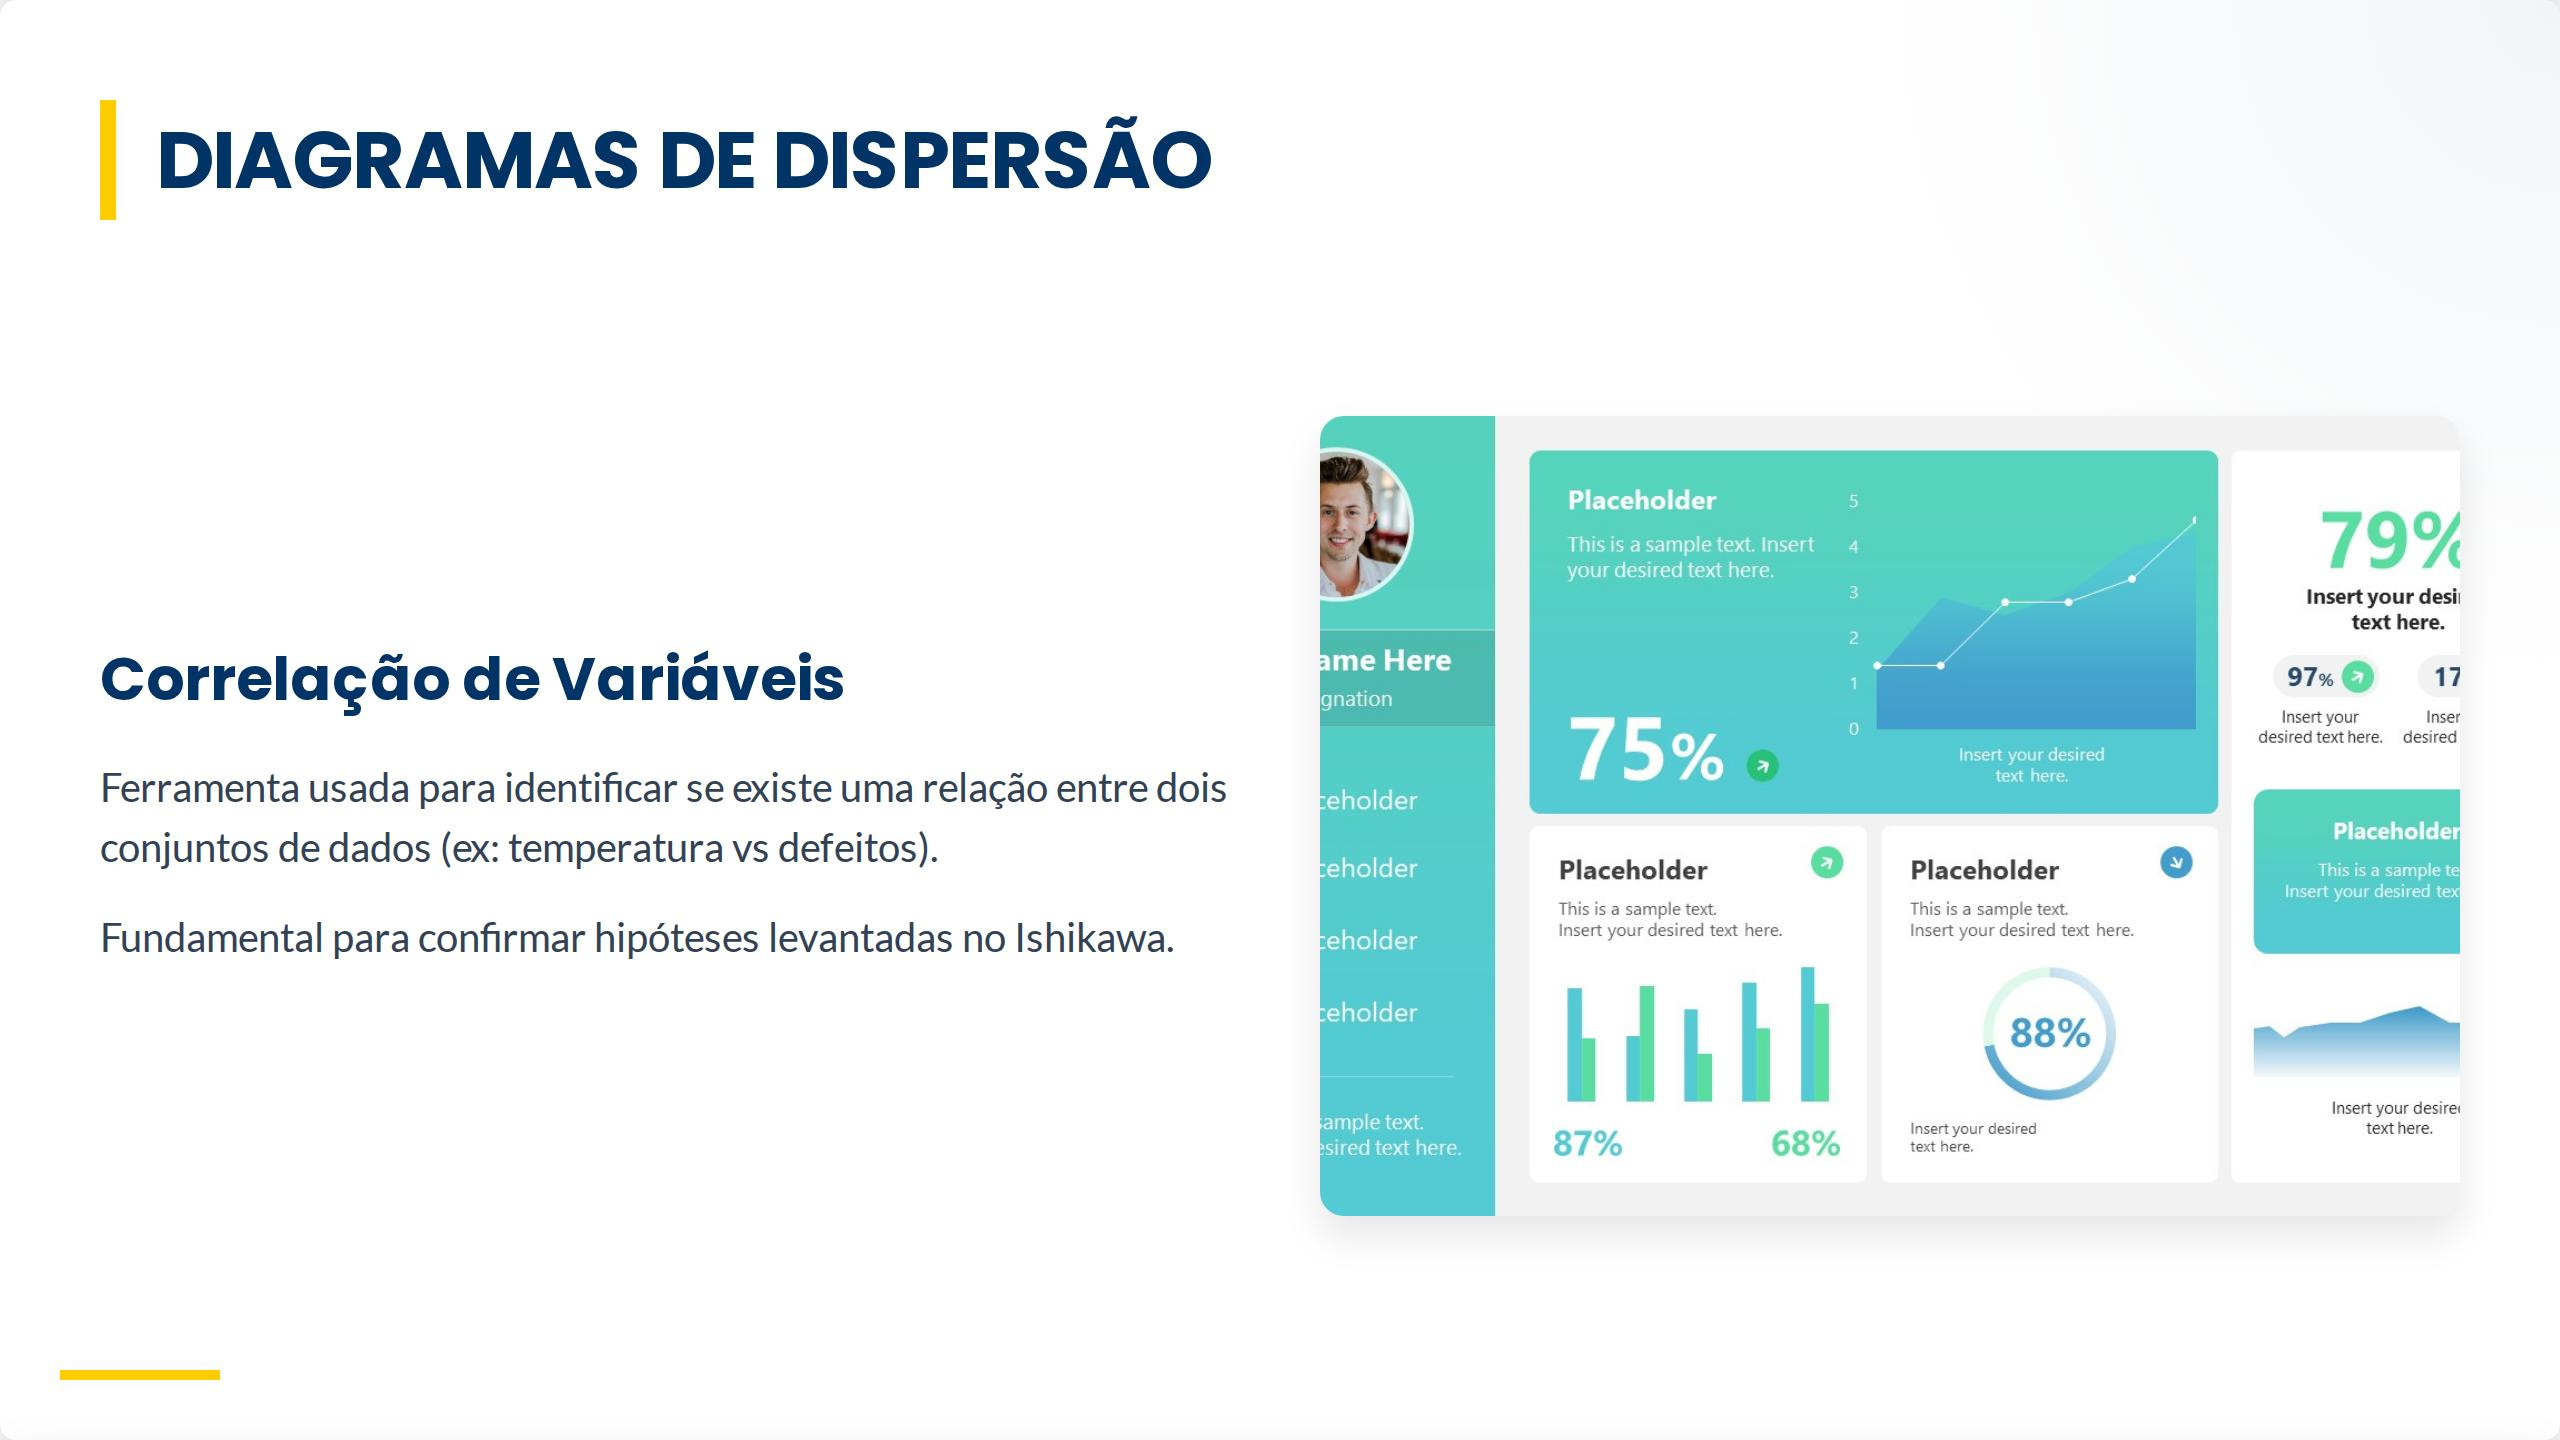 DIAGRAMAS DE DISPERSÃO
Correlação de Variáveis
Ferramenta usada para identificar se existe uma relação entre dois
conjuntos de dados (ex: temperatura vs defeitos).
Fundamental para confirmar hipóteses levantadas no Ishikawa.
ame Here
gnation
ceholder
ceholder
ceholder
ceholder
sample text.
esired text here.
Placeholder
This is a sample text. Insert
your desired text here.
75%
5
4
3
2
1
0
Insert your desired
text here.
Placeholder
This is a sample text.
Insert your desired text here.
87%
68%
Placeholder
This is a sample text.
Insert your desired text here.
88%
Insert your desired
text here.
79%
Insert your desi
text here.
97%
Insert your
desired text here.
17
Inser
desired
Placeholder
This is a sample te
Insert your desired tex
Insert your desire
text here.